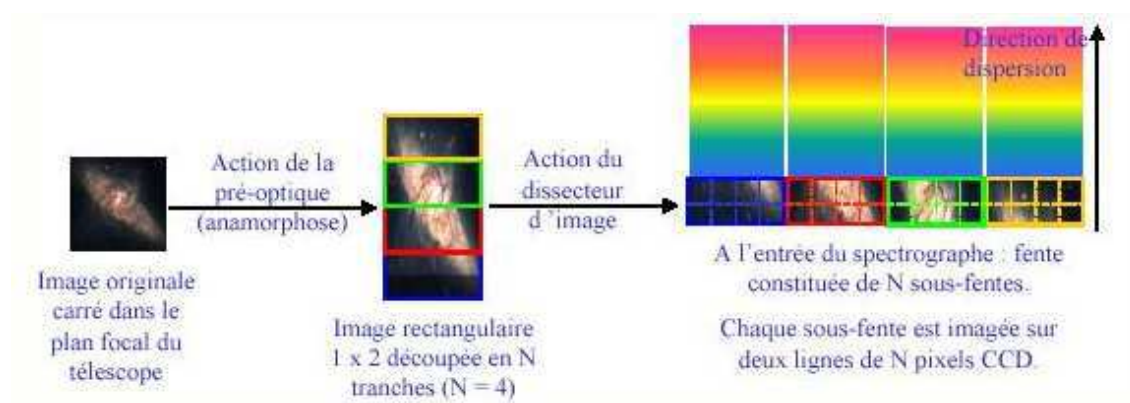 Image originale
carré dans le
plan focal du
télescope
Action de la
pré-optique
(anamorphose)
Image rectangulaire
1 x 2 découpée en N
tranches (N = 4)
Action du
dissecteur
d 'image
Direction de
dispersion
A l'entrée du spectrographe : fente
constituée de N sous-fentes.
Chaque sous-fente est imagée sur
deux lignes de N pixels CCD.